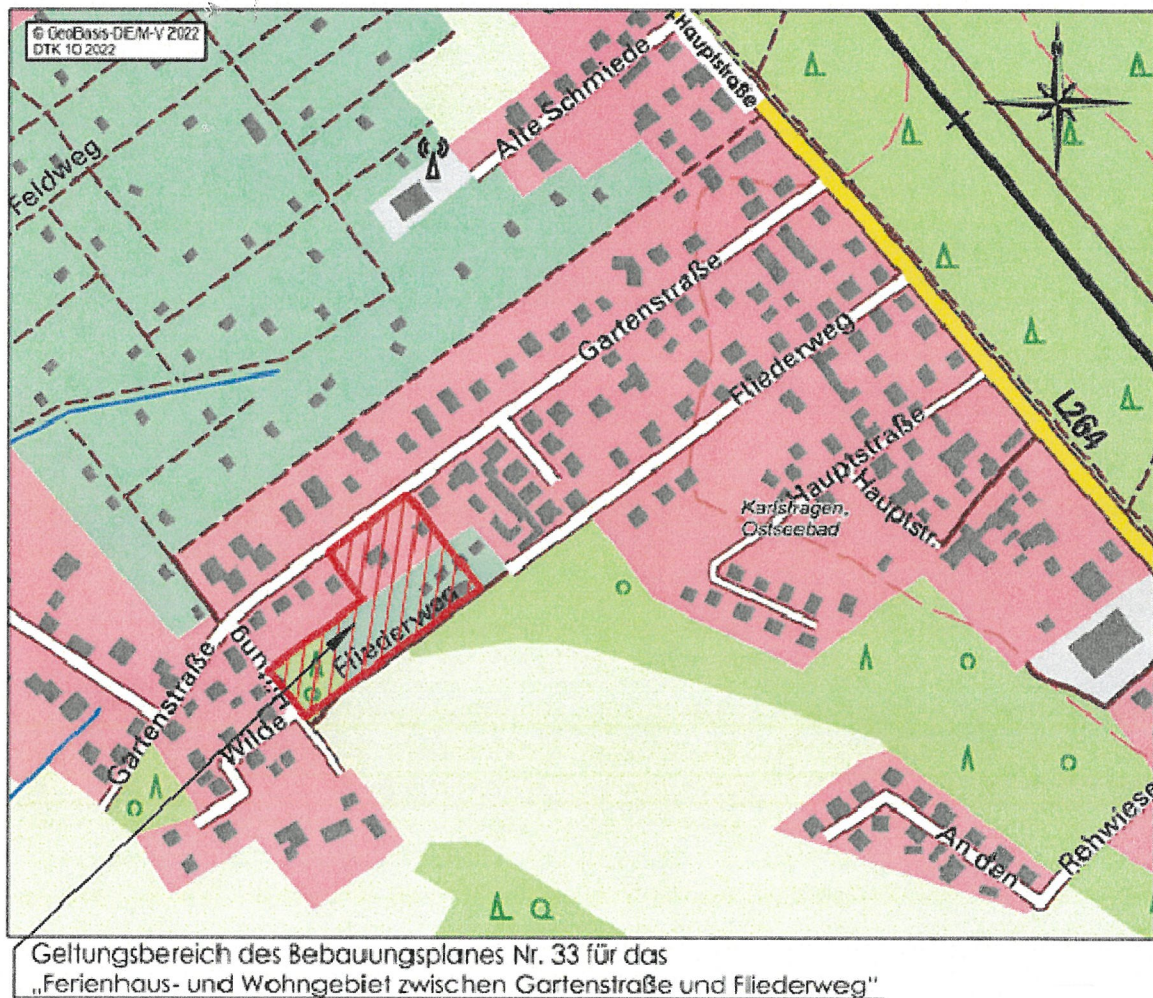 © GeoBasis-DE/M-V 2022
DTK 10 2022
Hauptstraße
Alte Schmiede
Feldweg
Gartenstraße
Fliederweg
L264
Hauptstraße
Hauptstr.
Karlshagen,
Ostseebad
Fliederweg
Gartenstraße
Wilde
An den
Rehwiese
Geltungsbereich des Bebauungsplanes Nr. 33 für das
„Ferienhaus- und Wohngebiet zwischen Gartenstraße und Fliederweg“